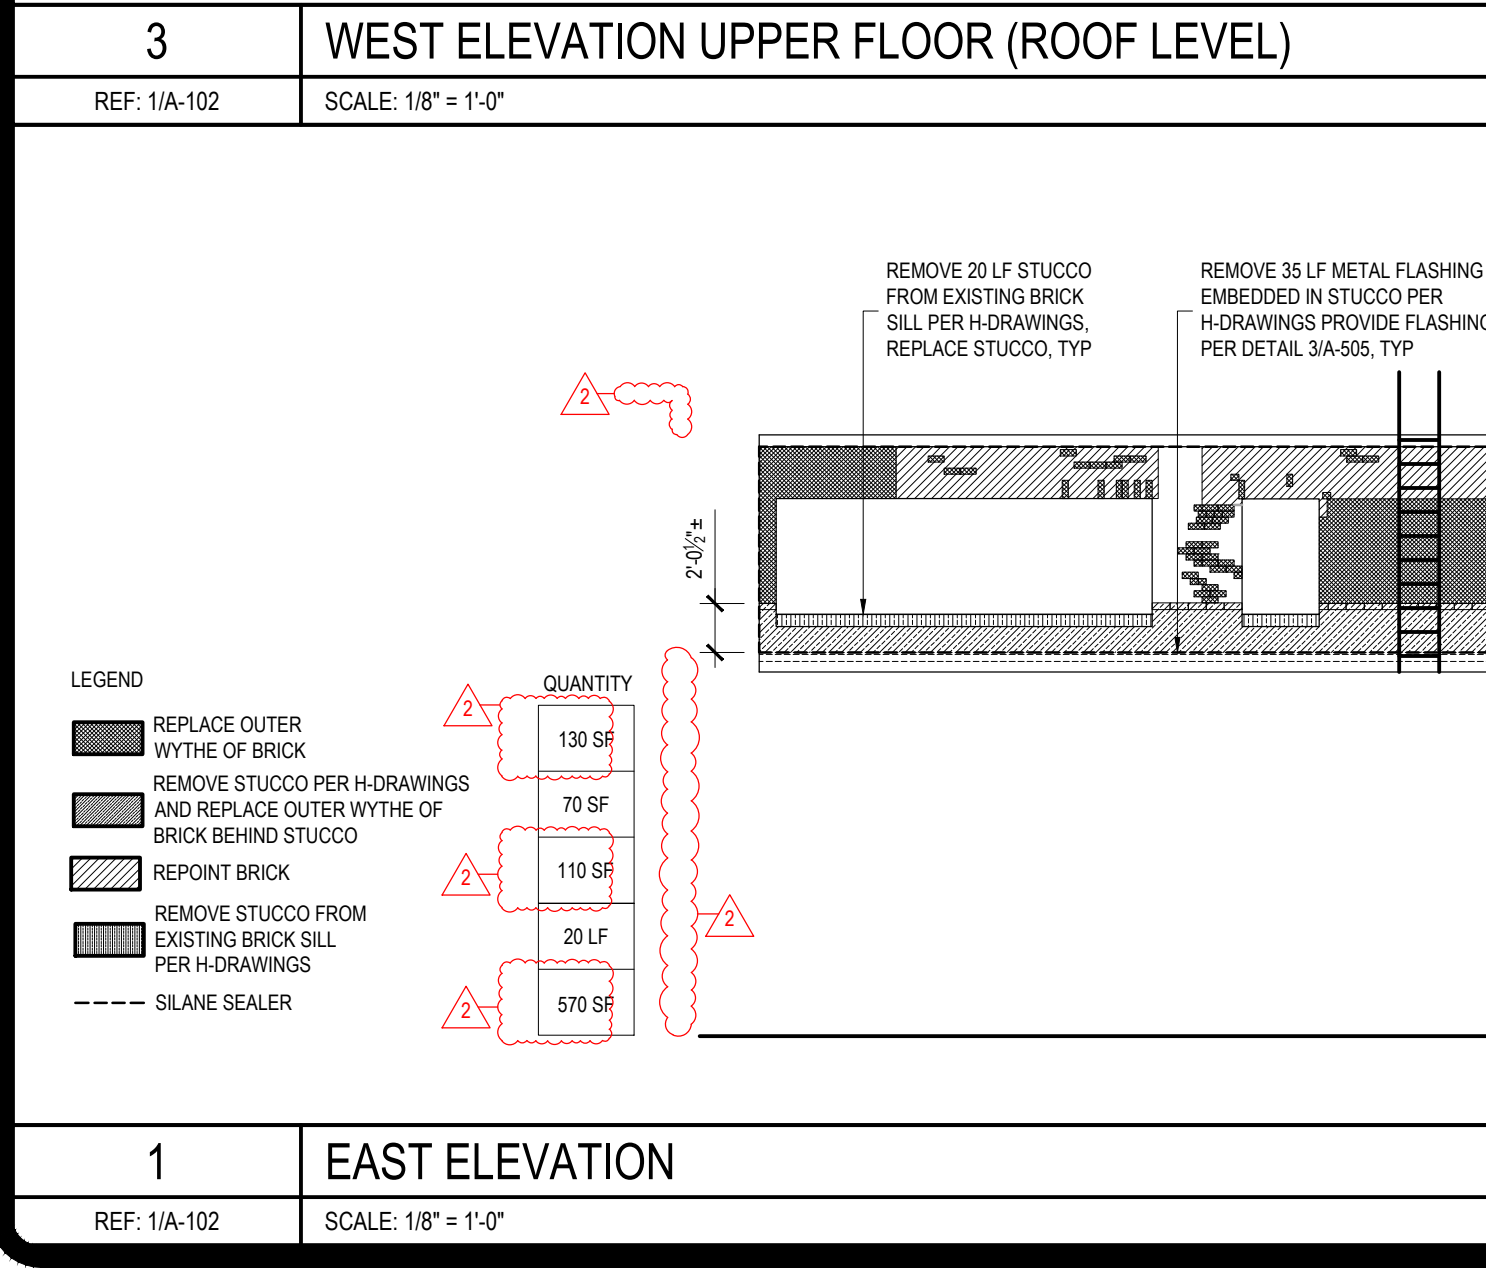 3
WEST ELEVATION UPPER FLOOR (ROOF LEVEL)
REF: 1/A-102
SCALE: 1/8" = 1'-0"
REMOVE 20 LF STUCCO
FROM EXISTING BRICK
SILL PER H-DRAWINGS,
REPLACE STUCCO, TYP
REMOVE 35 LF METAL FLASHING
EMBEDDED IN STUCCO PER
H-DRAWINGS PROVIDE FLASHING
PER DETAIL 3/A-505, TYP
2
2'-0½"±
LEGEND
REPLACE OUTER
WYTHE OF BRICK
REMOVE STUCCO PER H-DRAWINGS
AND REPLACE OUTER WYTHE OF
BRICK BEHIND STUCCO
REPOINT BRICK
REMOVE STUCCO FROM
EXISTING BRICK SILL
PER H-DRAWINGS
SILANE SEALER
QUANTITY
2
130 SF
70 SF
2
110 SF
20 LF
2
570 SF
2
1
EAST ELEVATION
REF: 1/A-102
SCALE: 1/8" = 1'-0"